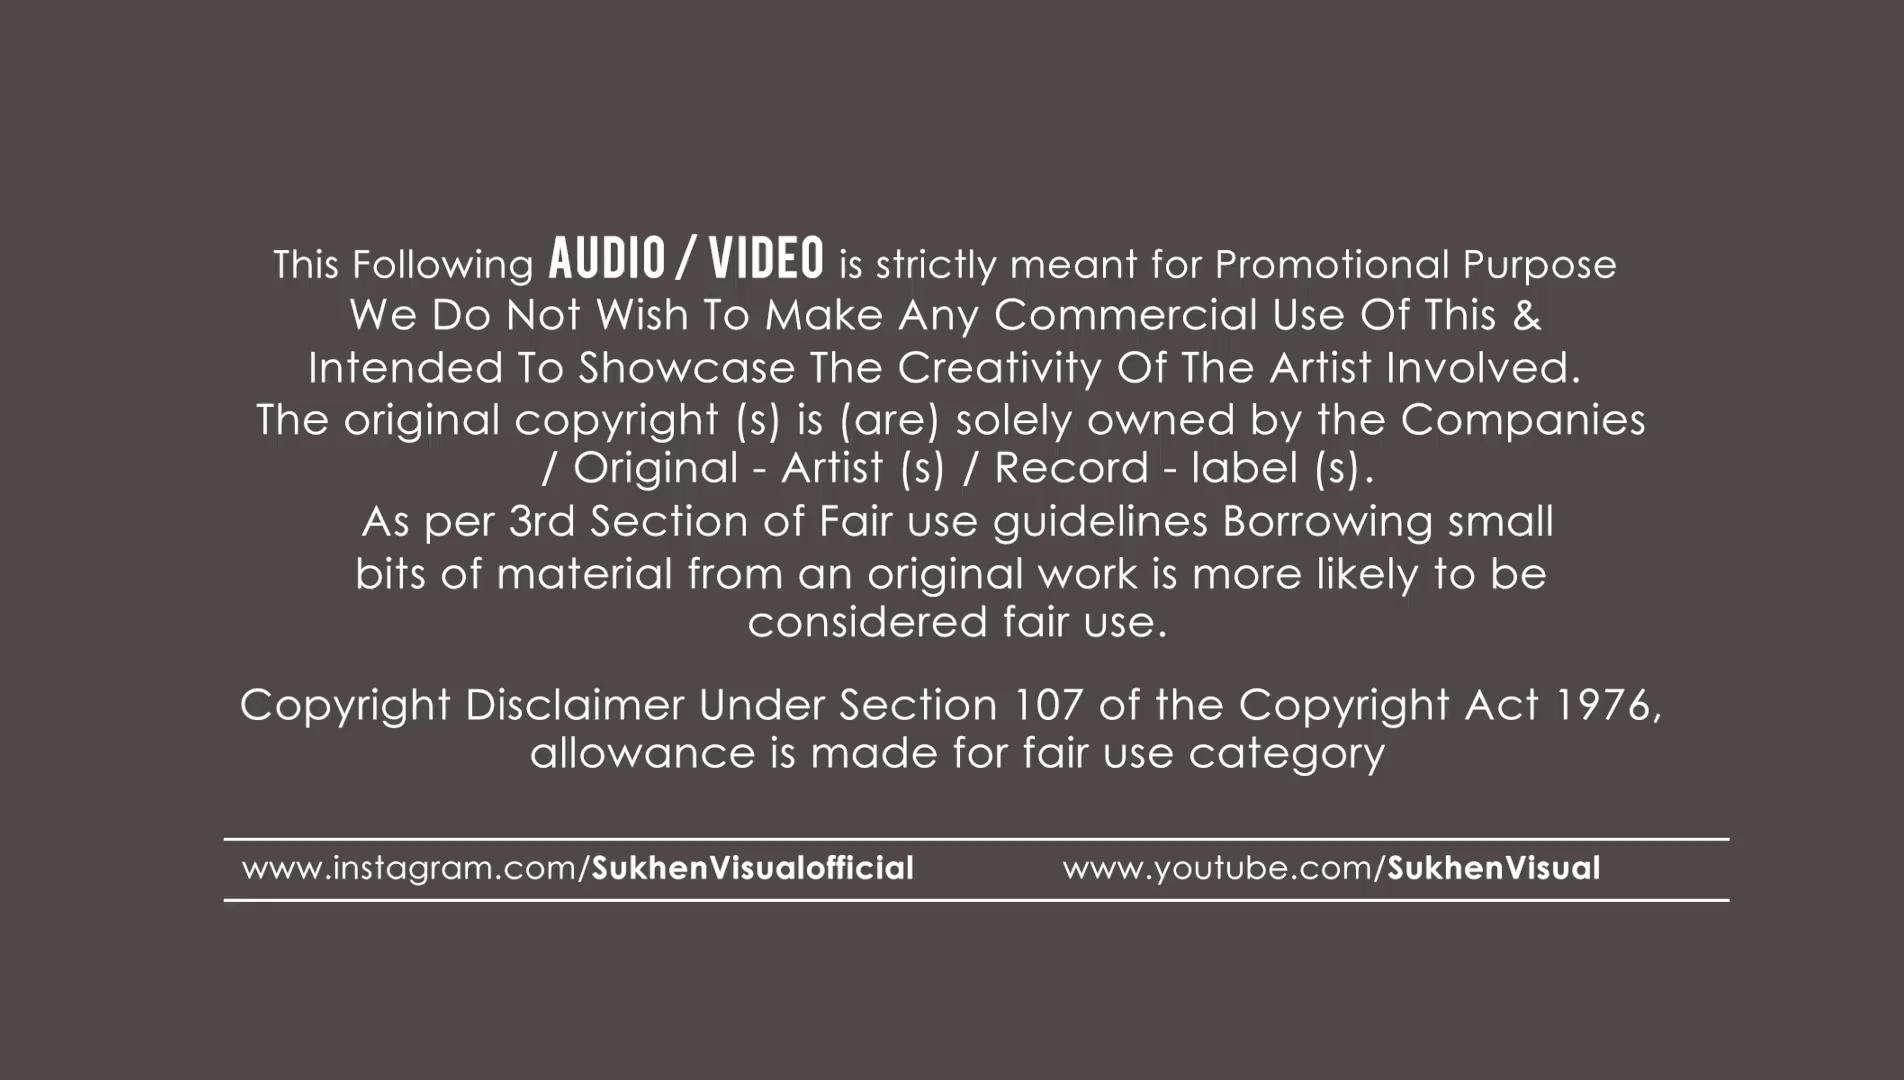 This Following AUDIO / VIDEO is strictly meant for Promotional Purpose
We Do Not Wish To Make Any Commercial Use Of This &
Intended To Showcase The Creativity Of The Artist Involved.
The original copyright (s) is (are) solely owned by the Companies
/ Original - Artist (s) / Record - label (s).
As per 3rd Section of Fair use guidelines Borrowing small
bits of material from an original work is more likely to be
considered fair use.
Copyright Disclaimer Under Section 107 of the Copyright Act 1976,
allowance is made for fair use category
www.instagram.com/SukhenVisualofficial www.youtube.com/SukhenVisual